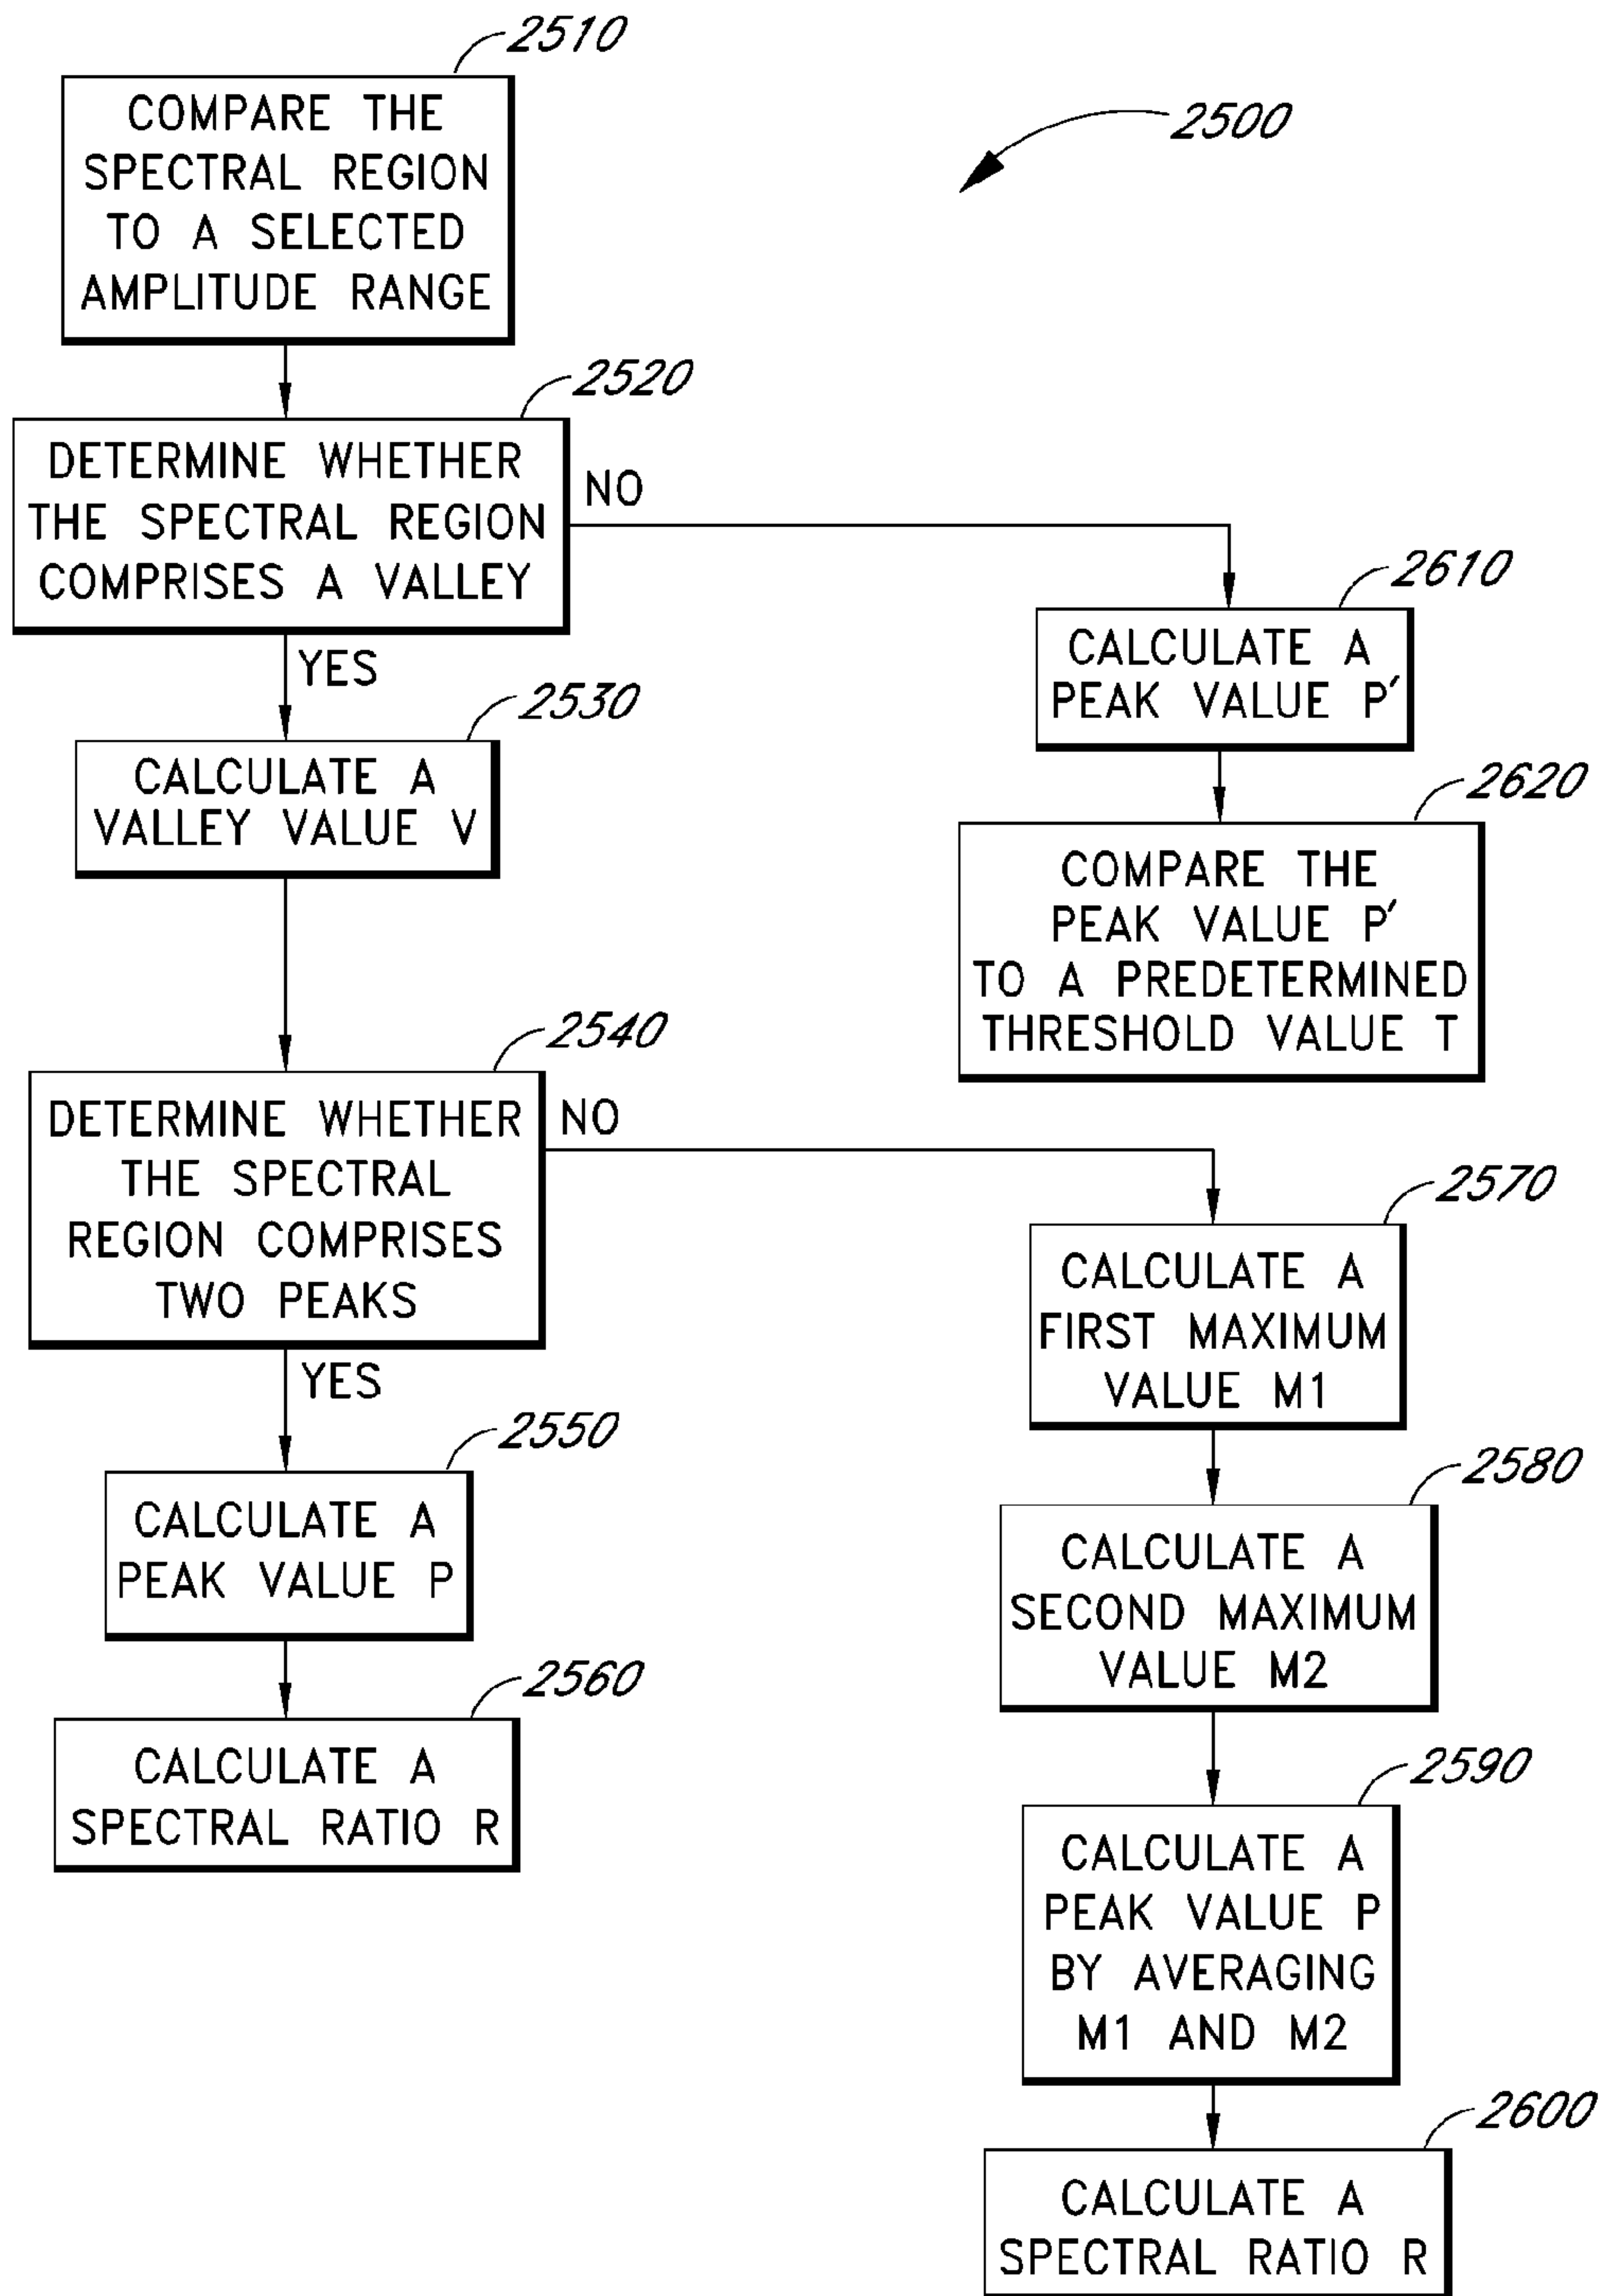 2510
COMPARE THE
SPECTRAL REGION
TO A SELECTED
AMPLITUDE RANGE
2500
2520
DETERMINE WHETHER
THE SPECTRAL REGION
COMPRISES A VALLEY
NO
YES
2530
CALCULATE A
VALLEY VALUE V
2610
CALCULATE A
PEAK VALUE P′
2620
COMPARE THE
PEAK VALUE P′
TO A PREDETERMINED
THRESHOLD VALUE T
2540
DETERMINE WHETHER
THE SPECTRAL
REGION COMPRISES
TWO PEAKS
NO
YES
2550
CALCULATE A
PEAK VALUE P
2560
CALCULATE A
SPECTRAL RATIO R
2570
CALCULATE A
FIRST MAXIMUM
VALUE M1
2580
CALCULATE A
SECOND MAXIMUM
VALUE M2
2590
CALCULATE A
PEAK VALUE P
BY AVERAGING
M1 AND M2
2600
CALCULATE A
SPECTRAL RATIO R